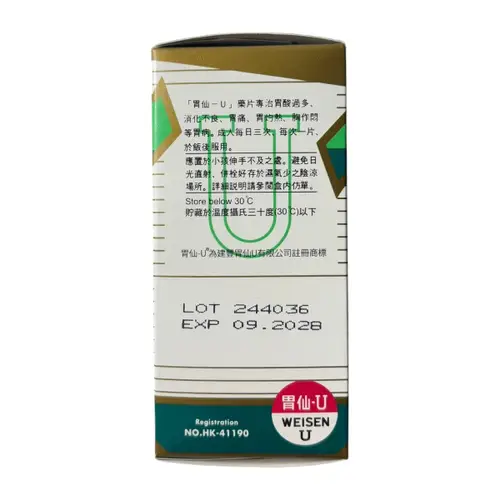 「胃仙－U」藥片專治胃酸過多、
消化不良、胃痛、胃灼熱、胸作悶
等胃病。成人每日三次，每次一片，
於飯後服用。
應置於小孩伸手不及之處。避免日
光直射，併栓好存於濕氣少之陰涼
場所。詳細説明請參閱盒內仿單。
Store below 30℃
貯藏於溫度攝氏三十度(30℃)以下
胃仙-U®為建豐胃仙U有限公司註冊商標
U
LOT 244036
EXP 09.2028
Registration
NO.HK-41190
胃仙-U
WEISEN
U